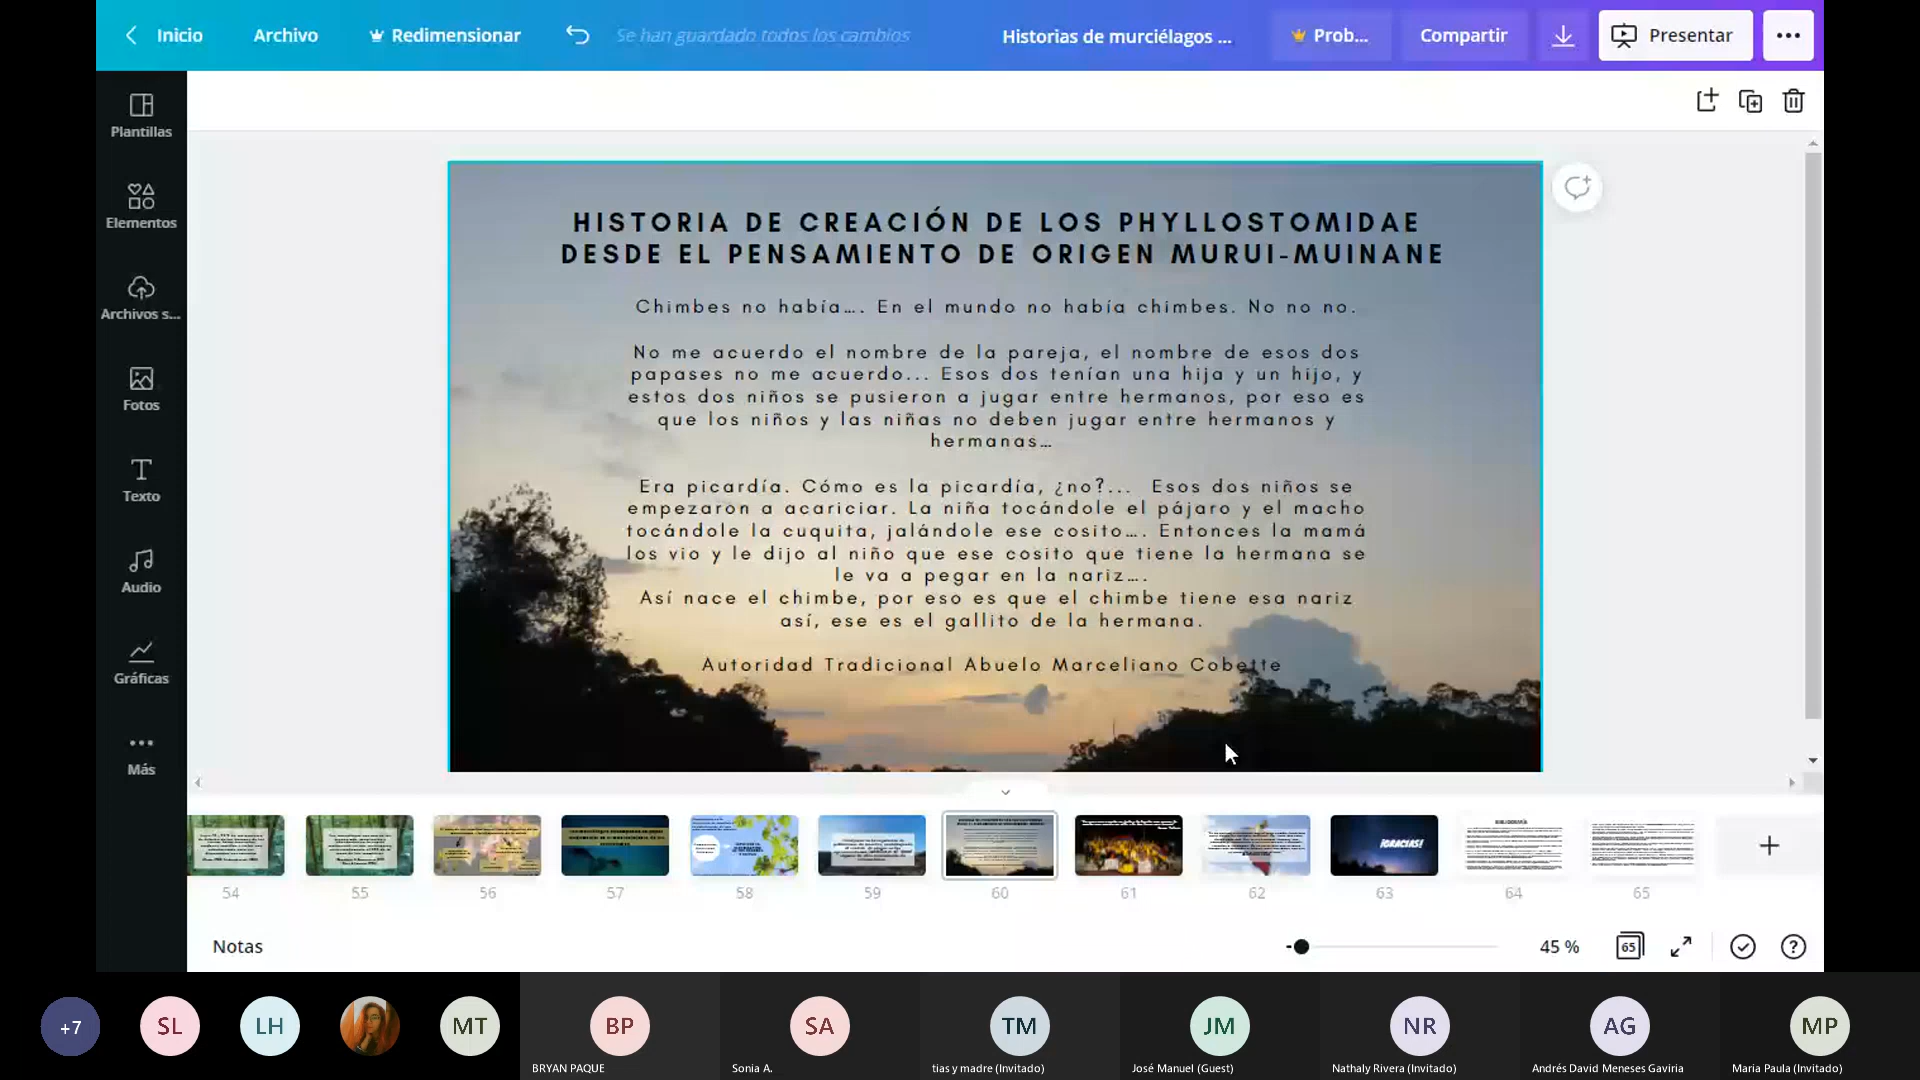 Inicio
Archivo
Redimensionar
Se han guardado todos los cambios
Historias de murciélagos ...
Prob...
Compartir
Presentar
Plantillas
Elementos
Archivos s...
Fotos
Texto
Audio
Gráficas
Más
HISTORIA DE CREACIÓN DE LOS PHYLLOSTOMIDAE
DESDE EL PENSAMIENTO DE ORIGEN MURUI-MUINANE
Chimbes no había…. En el mundo no había chimbes. No no no.
No me acuerdo el nombre de la pareja, el nombre de esos dos
papases no me acuerdo... Esos dos tenían una hija y un hijo, y
estos dos niños se pusieron a jugar entre hermanos, por eso es
que los niños y las niñas no deben jugar entre hermanos y
hermanas…
Era picardía. Cómo es la picardía, ¿no?... Esos dos niños se
empezaron a acariciar. La niña tocándole el pájaro y el macho
tocándole la cuquita, jalándole ese cosito…. Entonces la mamá
los vio y le dijo al niño que ese cosito que tiene la hermana se
le va a pegar en la nariz….
Así nace el chimbe, por eso es que el chimbe tiene esa nariz
así, ese es el gallito de la hermana.
Autoridad Tradicional Abuelo Marceliano Cobette
¡GRACIAS!
BIBLIOGRAFÍA
54
55
56
57
58
59
60
61
62
63
64
65
Notas
45 %
65
+7
SL
LH
MT
BP
SA
TM
JM
NR
AG
MP
BRYAN PAQUE
Sonia A.
tias y madre (Invitado)
José Manuel (Guest)
Nathaly Rivera (Invitado)
Andrés David Meneses Gaviria
Maria Paula (Invitado)